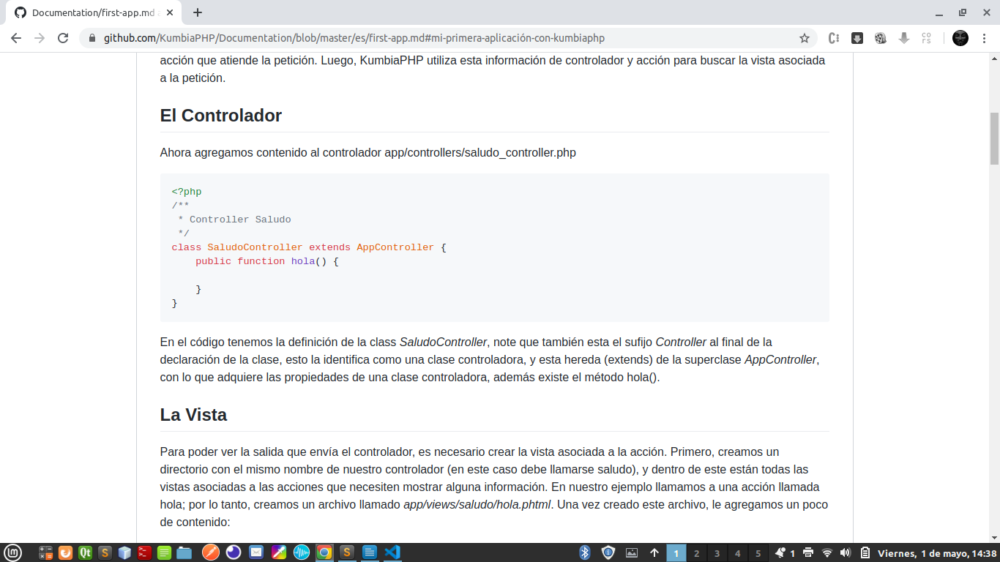 Documentation/first-app.md a
github.com/KumbiaPHP/Documentation/blob/master/es/first-app.md#mi-primera-aplicación-con-kumbiaphp
co
rs
acción que atiende la petición. Luego, KumbiaPHP utiliza esta información de controlador y acción para buscar la vista asociada
a la petición.
El Controlador
Ahora agregamos contenido al controlador app/controllers/saludo_controller.php
<?php
/**
 * Controller Saludo
 */
class SaludoController extends AppController {
    public function hola() {
    }
}
En el código tenemos la definición de la class SaludoController, note que también esta el sufijo Controller al final de la
declaración de la clase, esto la identifica como una clase controladora, y esta hereda (extends) de la superclase AppController,
con lo que adquiere las propiedades de una clase controladora, además existe el método hola().
La Vista
Para poder ver la salida que envía el controlador, es necesario crear la vista asociada a la acción. Primero, creamos un
directorio con el mismo nombre de nuestro controlador (en este caso debe llamarse saludo), y dentro de este están todas las
vistas asociadas a las acciones que necesiten mostrar alguna información. En nuestro ejemplo llamamos a una acción llamada
hola; por lo tanto, creamos un archivo llamado app/views/saludo/hola.phtml. Una vez creado este archivo, le agregamos un poco
de contenido:
Qt S S 1 2 3 4 5 1 Viernes, 1 de mayo, 14:38